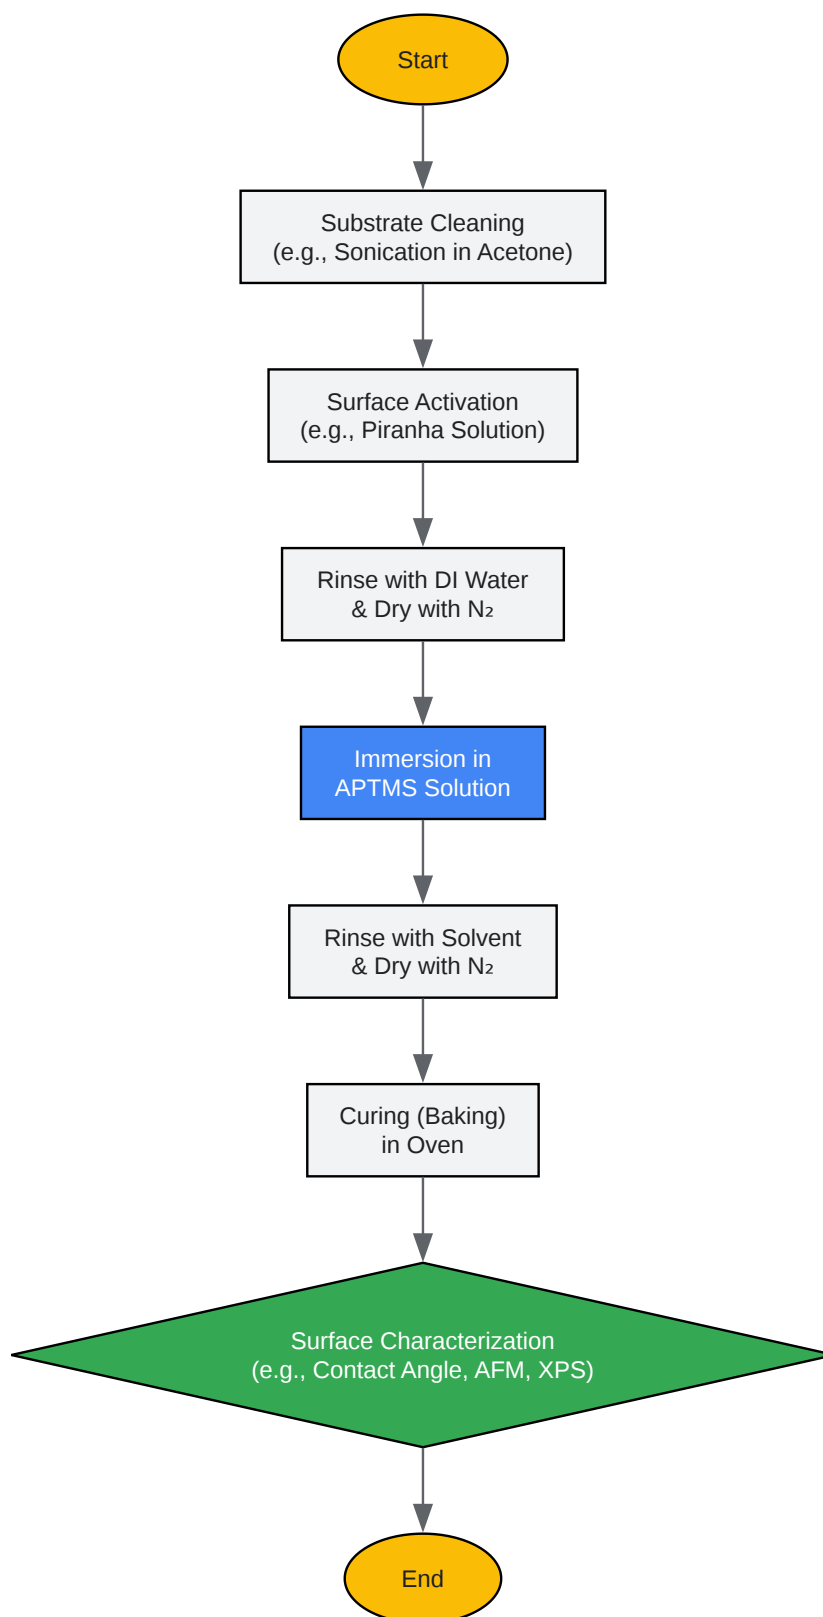 Start
Substrate Cleaning
(e.g., Sonication in Acetone)
Surface Activation
(e.g., Piranha Solution)
Rinse with DI Water
& Dry with N₂
Immersion in
APTMS Solution
Rinse with Solvent
& Dry with N₂
Curing (Baking)
in Oven
Surface Characterization
(e.g., Contact Angle, AFM, XPS)
End